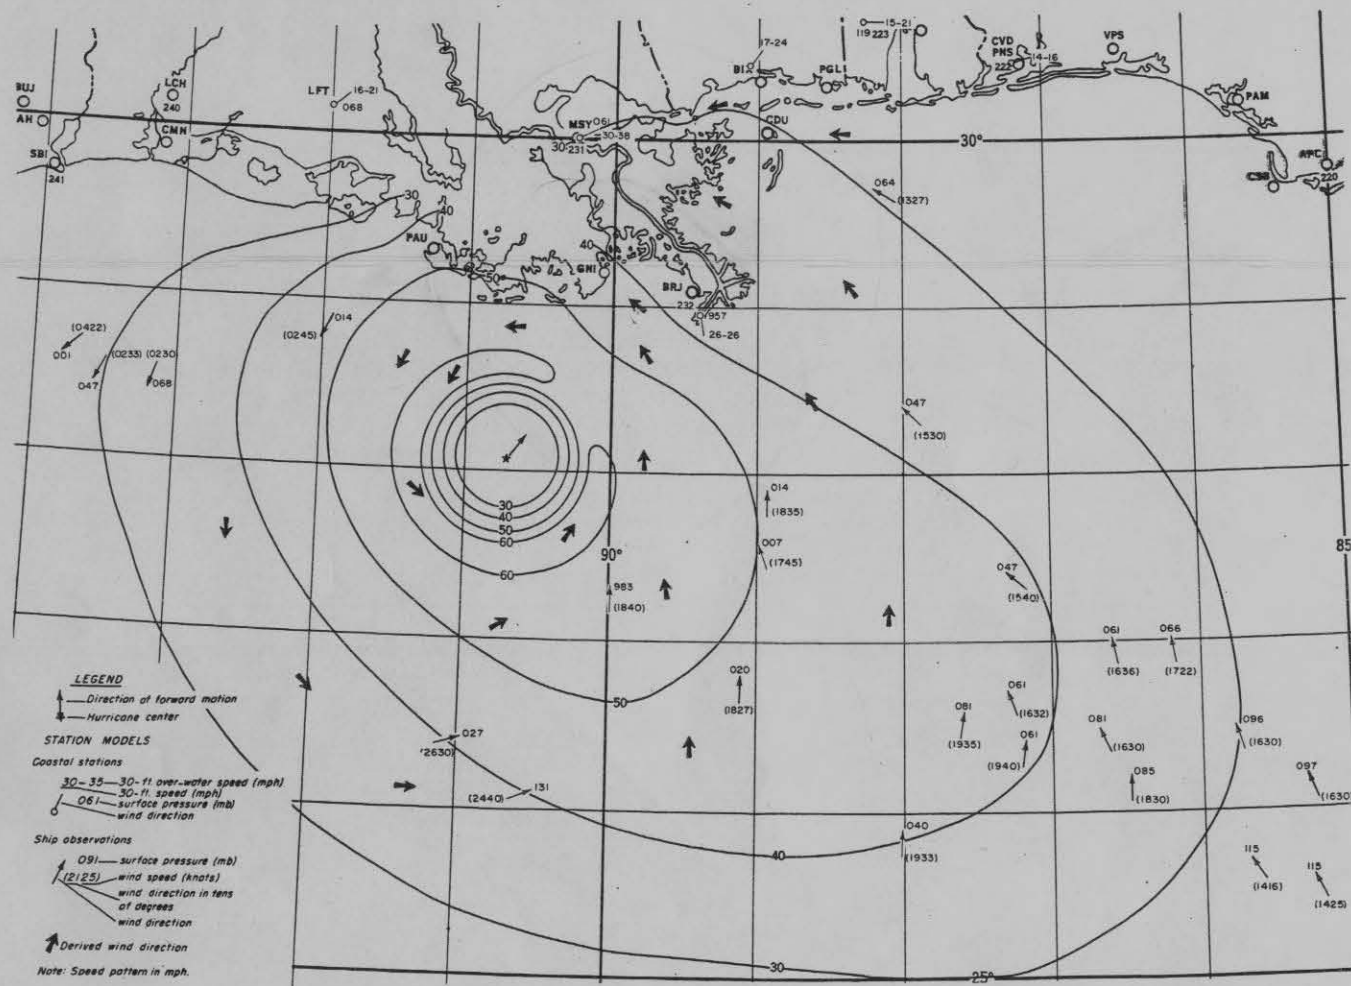 15-21
119 223
17-24
CVD
PNS
222
14-16
VPS
BUJ
LCH
240
LFT
16-21
068
BIX
PGL
PAM
AH
CMN
MSY
061
30-38
30
231
CDU
30°
SBI
241
APC
220
CSB
064
(1327)
30
40
PAU
40
50
GNI
BRJ
232
957
26-26
(0422)
001
(0233)
047
(0230
068
014
(0245)
047
(1530)
30
40
50
60
60
014
(1835)
007
(1745)
90°
85
983
(1840)
047
(1540)
061
(1636)
066
(1722)
020
(1827)
50
061
(1632)
081
(1935)
061
(1940)
081
(1630)
085
(1830)
096
(1630)
097
(1630)
027
(2630)
131
(2440)
040
(1933)
40
115
(1416)
115
(1425)
30
25°
LEGEND
Direction of forward motion
Hurricane center
STATION MODELS
Coastal stations
30-35 30-ft. over-water speed (mph)
30-ft. speed (mph)
061 surface pressure (mb)
wind direction
Ship observations
091 surface pressure (mb)
(2125) wind speed (knots)
wind direction in tens
of degrees
wind direction
Derived wind direction
Note: Speed pattern in mph.